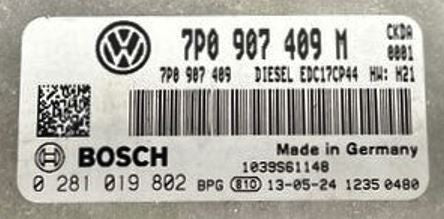 7P0 907 409 M CKDA
0001
7P0 907 409 DIESEL EDC17CP44 HW: H21
BOSCH Made in Germany
1039S61148
0 281 019 802 BPG 810 13-05-24 1235 0480